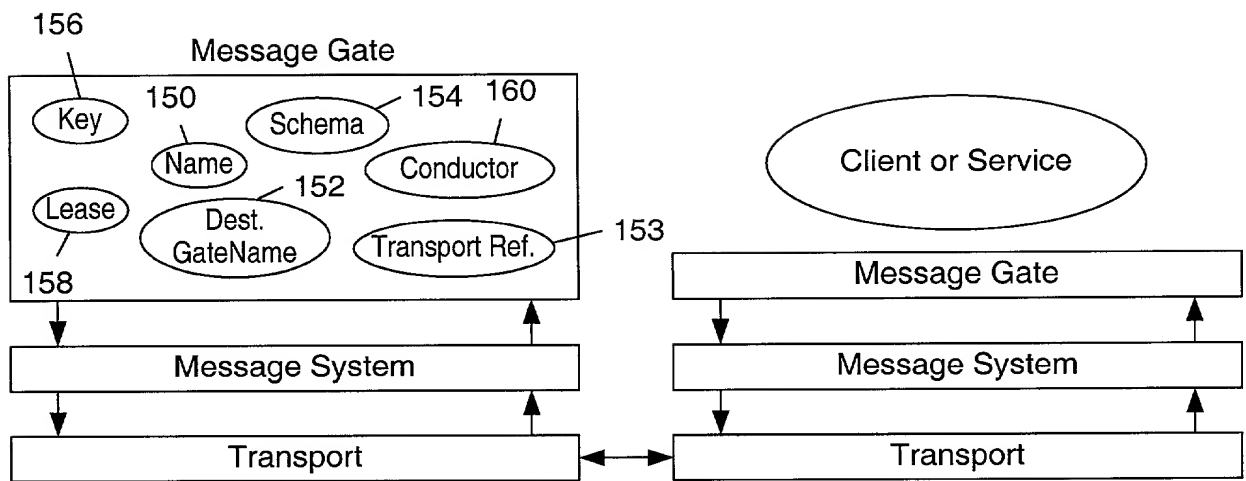 156
Message Gate
150
154
160
Key
Schema
Name
Conductor
Client or Service
152
Lease
Dest.
GateName
Transport Ref.
153
158
Message Gate
Message System
Message System
Transport
Transport